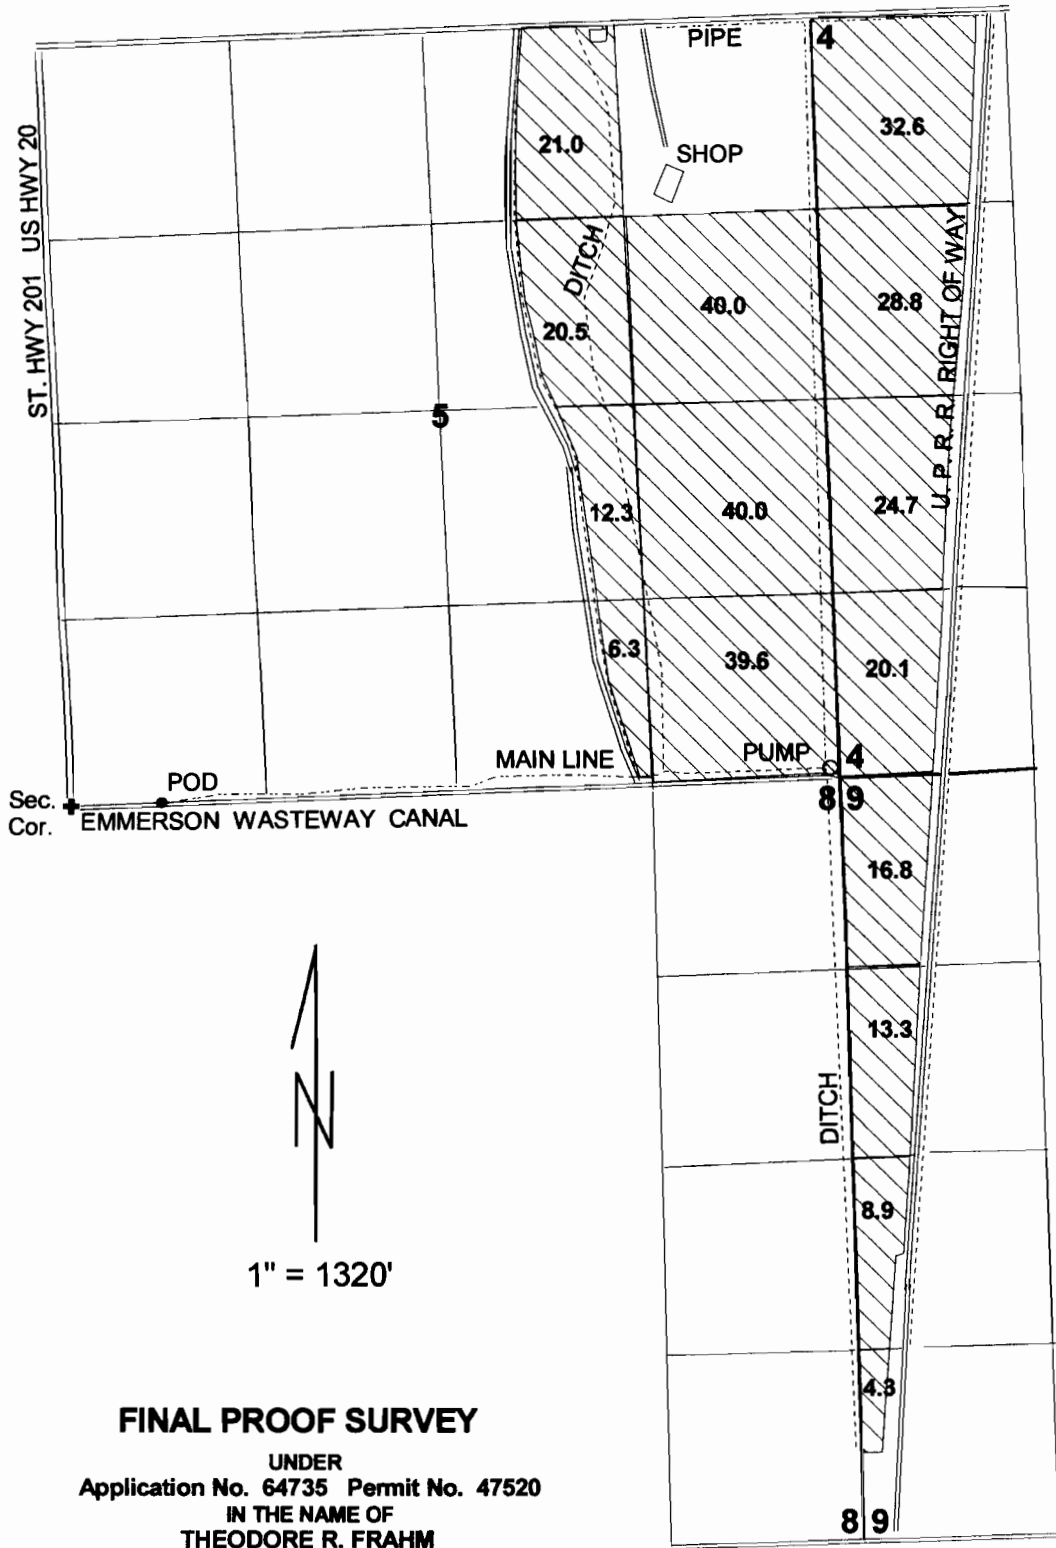 PIPE
4
32.6
21.0
SHOP
ST. HWY 201 US HWY 20
DITCH
40.0
28.8
U. P. R. R. RIGHT OF WAY
20.5
5
12.3
40.0
24.7
6.3
39.6
20.1
MAIN LINE
PUMP
4
POD
Sec.
Cor.
EMMERSON WASTEWAY CANAL
8 9
16.8
13.3
DITCH
N
8.9
1" = 1320'
4.3
FINAL PROOF SURVEY
UNDER
Application No. 64735 Permit No. 47520
IN THE NAME OF
THEODORE R. FRAHM
8 9